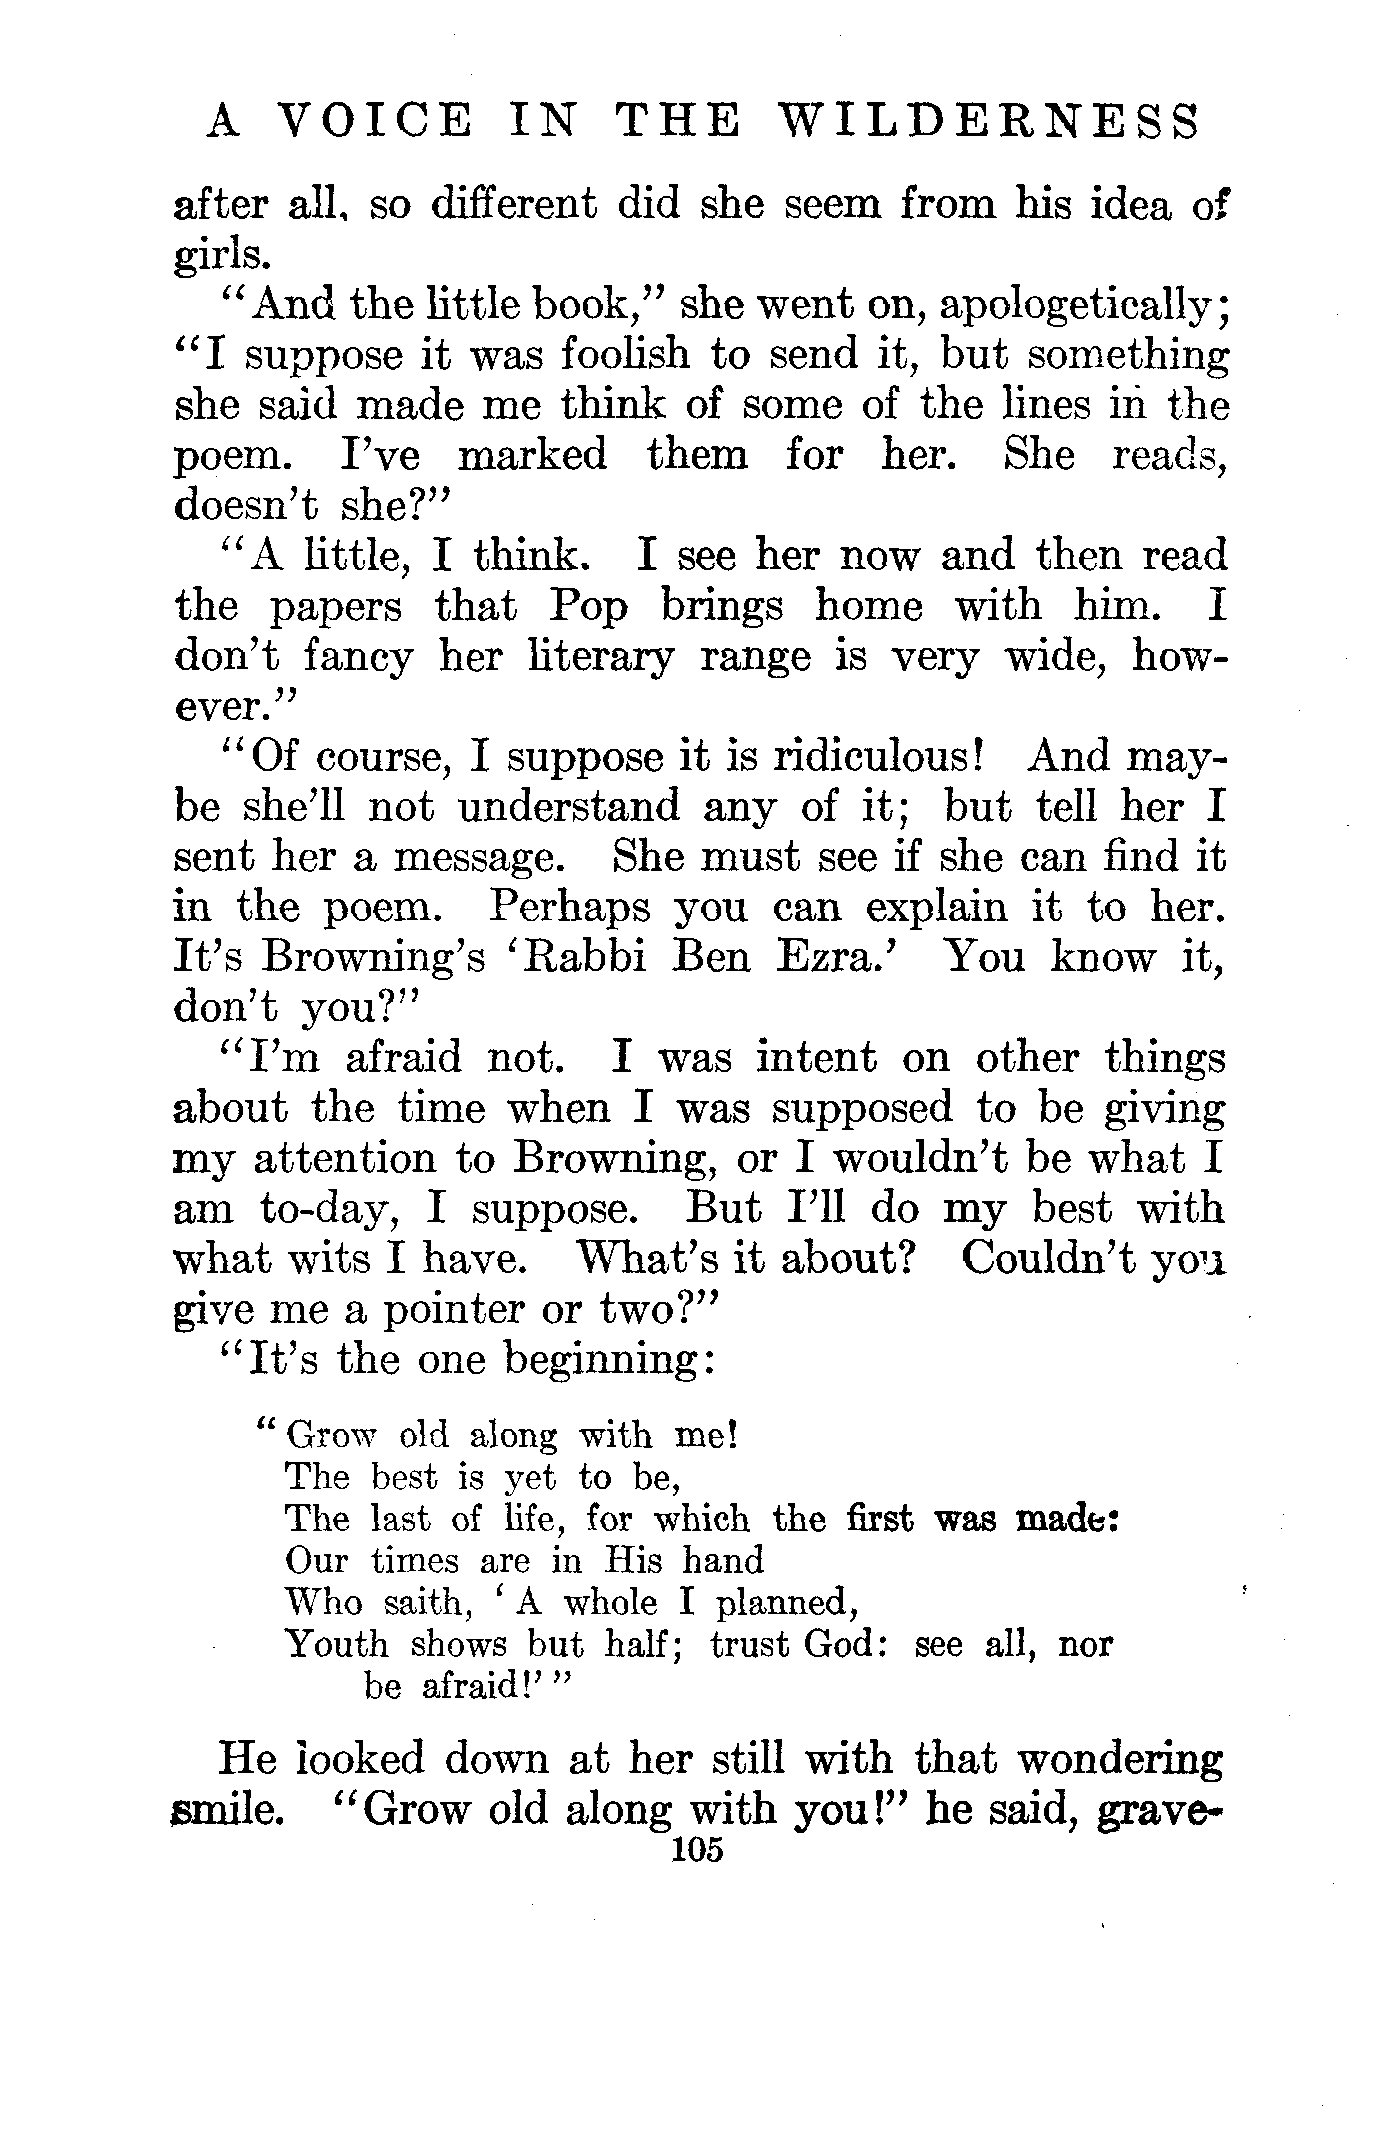 A VOICE IN THE WILDERNESS
after all, so different did she seem from his idea of
girls.
"And the little book," she went on, apologetically;
"I suppose it was foolish to send it, but something
she said made me think of some of the lines in the
poem. I've marked them for her. She reads,
doesn't she?"
"A little, I think. I see her now and then read
the papers that Pop brings home with him. I
don't fancy her literary range is very wide, how-
ever."
"Of course, I suppose it is ridiculous! And may-
be she'll not understand any of it; but tell her I
sent her a message. She must see if she can find it
in the poem. Perhaps you can explain it to her.
It's Browning's 'Rabbi Ben Ezra.' You know it,
don't you?"
"I'm afraid not. I was intent on other things
about the time when I was supposed to be giving
my attention to Browning, or I wouldn't be what I
am to-day, I suppose. But I'll do my best with
what wits I have. What's it about? Couldn't you
give me a pointer or two?"
"It's the one beginning:
"Grow old along with me!
The best is yet to be,
The last of life, for which the first was made:
Our times are in His hand
Who saith, 'A whole I planned,
Youth shows but half; trust God: see all, nor
be afraid!'"
He looked down at her still with that wondering
smile. "Grow old along with you!" he said, grave-
105